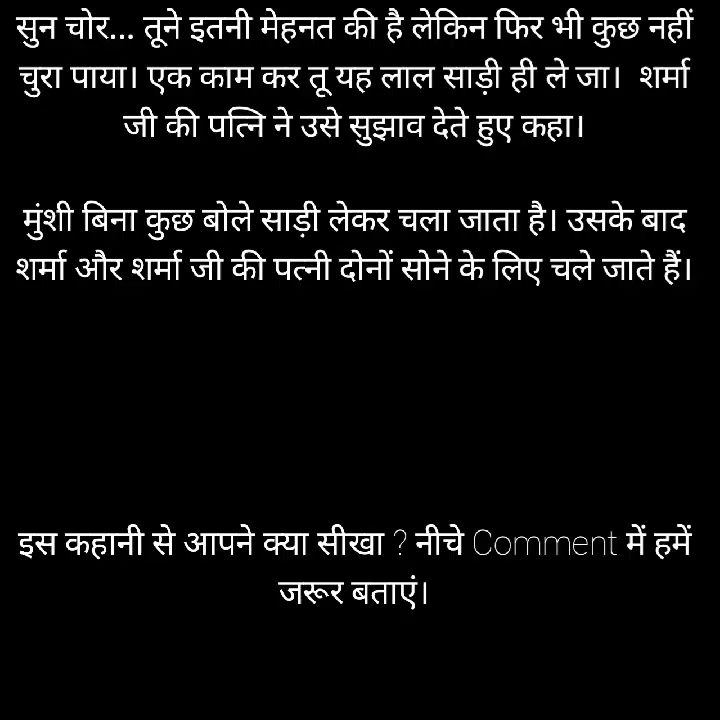 सुन चोर... तूने इतनी मेहनत की है लेकिन फिर भी कुछ नहीं
चुरा पाया। एक काम कर तू यह लाल साड़ी ही ले जा। शर्मा
जी की पत्नि ने उसे सुझाव देते हुए कहा।
मुंशी बिना कुछ बोले साड़ी लेकर चला जाता है। उसके बाद
शर्मा और शर्मा जी की पत्नी दोनों सोने के लिए चले जाते हैं।
इस कहानी से आपने क्या सीखा ? नीचे Comment में हमें
जरूर बताएं।